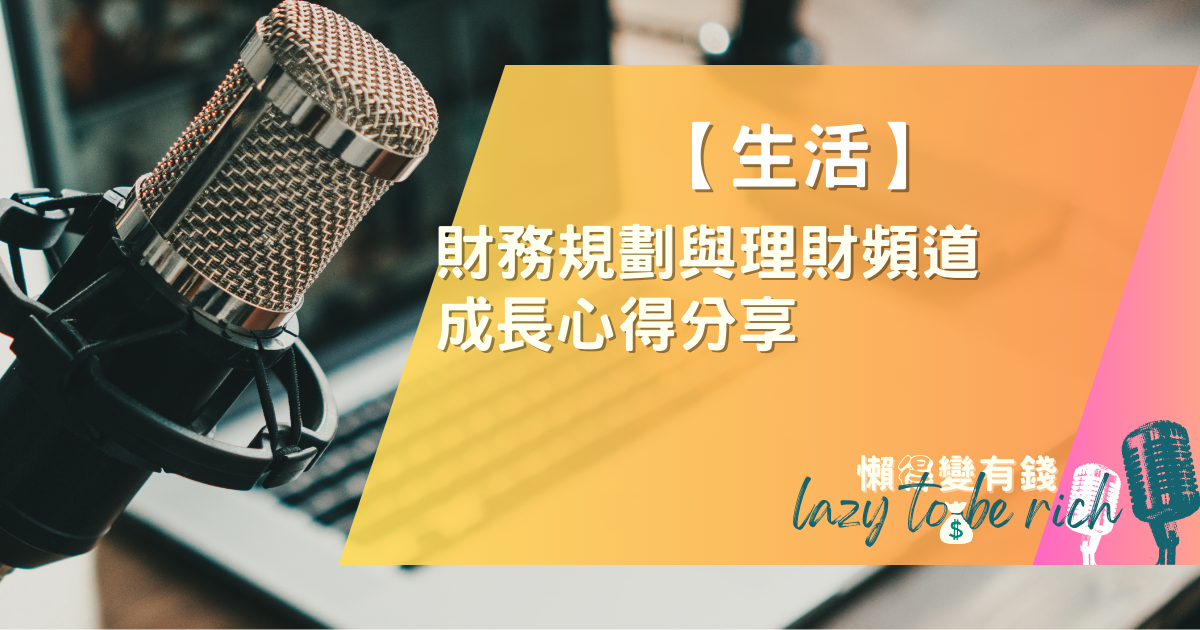 【生活】
財務規劃與理財頻道
成長心得分享
懶得變有錢
lazy to be rich
$